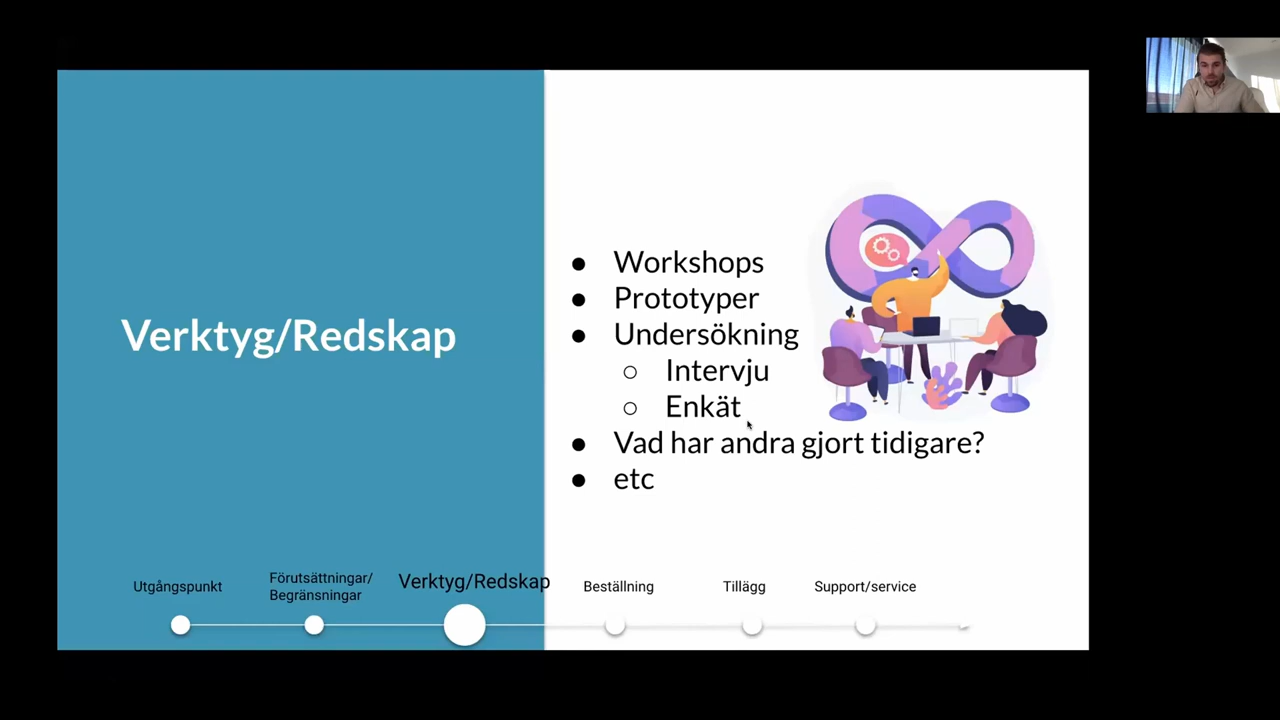 Verktyg/Redskap
● Workshops
● Prototyper
● Undersökning
○ Intervju
○ Enkät
● Vad har andra gjort tidigare?
● etc
Utgångspunkt
Förutsättningar/
Begränsningar
Verktyg/Redskap
Beställning
Tillägg
Support/service